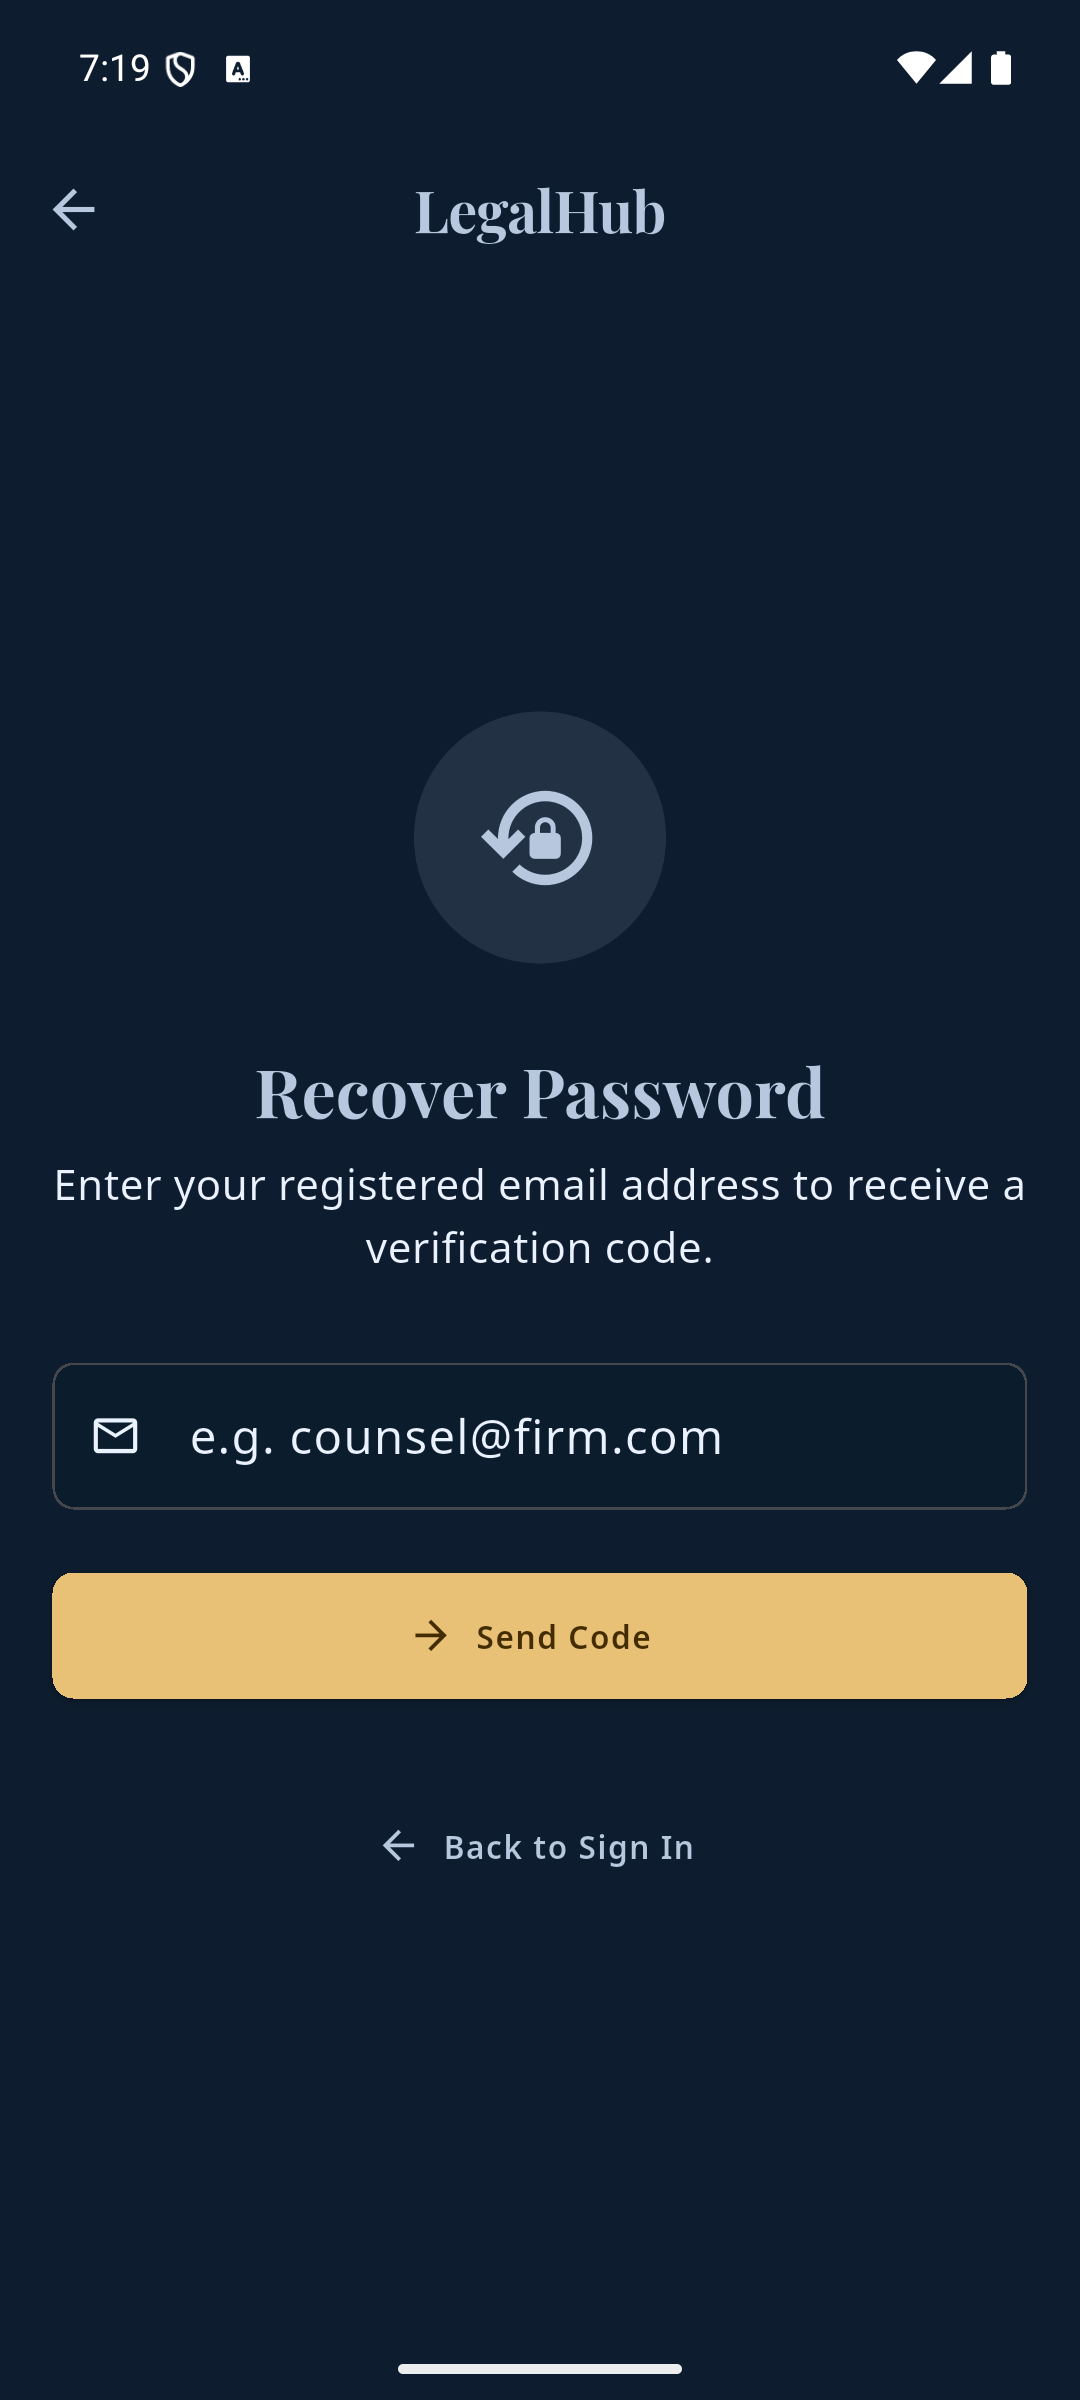 7:19
LegalHub
Recover Password
Enter your registered email address to receive a
verification code.
e.g. counsel@firm.com
Send Code
Back to Sign In